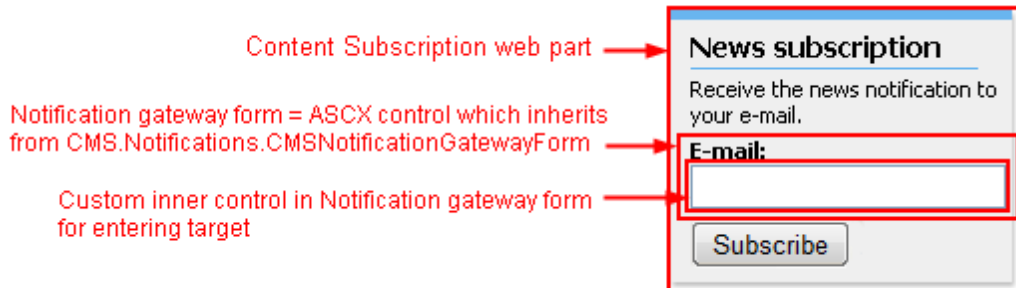 Content Subscription web part
News subscription
Receive the news notification to
your e-mail.
Notification gateway form = ASCX control which inherits
from CMS.Notifications.CMSNotificationGatewayForm
E-mail:
Custom inner control in Notification gateway form
for entering target
Subscribe